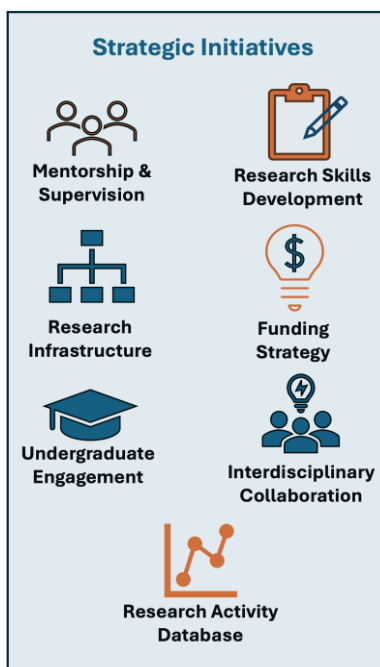 Strategic Initiatives
Mentorship &
Supervision
Research Skills
Development
$
Research
Infrastructure
Funding
Strategy
Undergraduate
Engagement
Interdisciplinary
Collaboration
Research Activity
Database